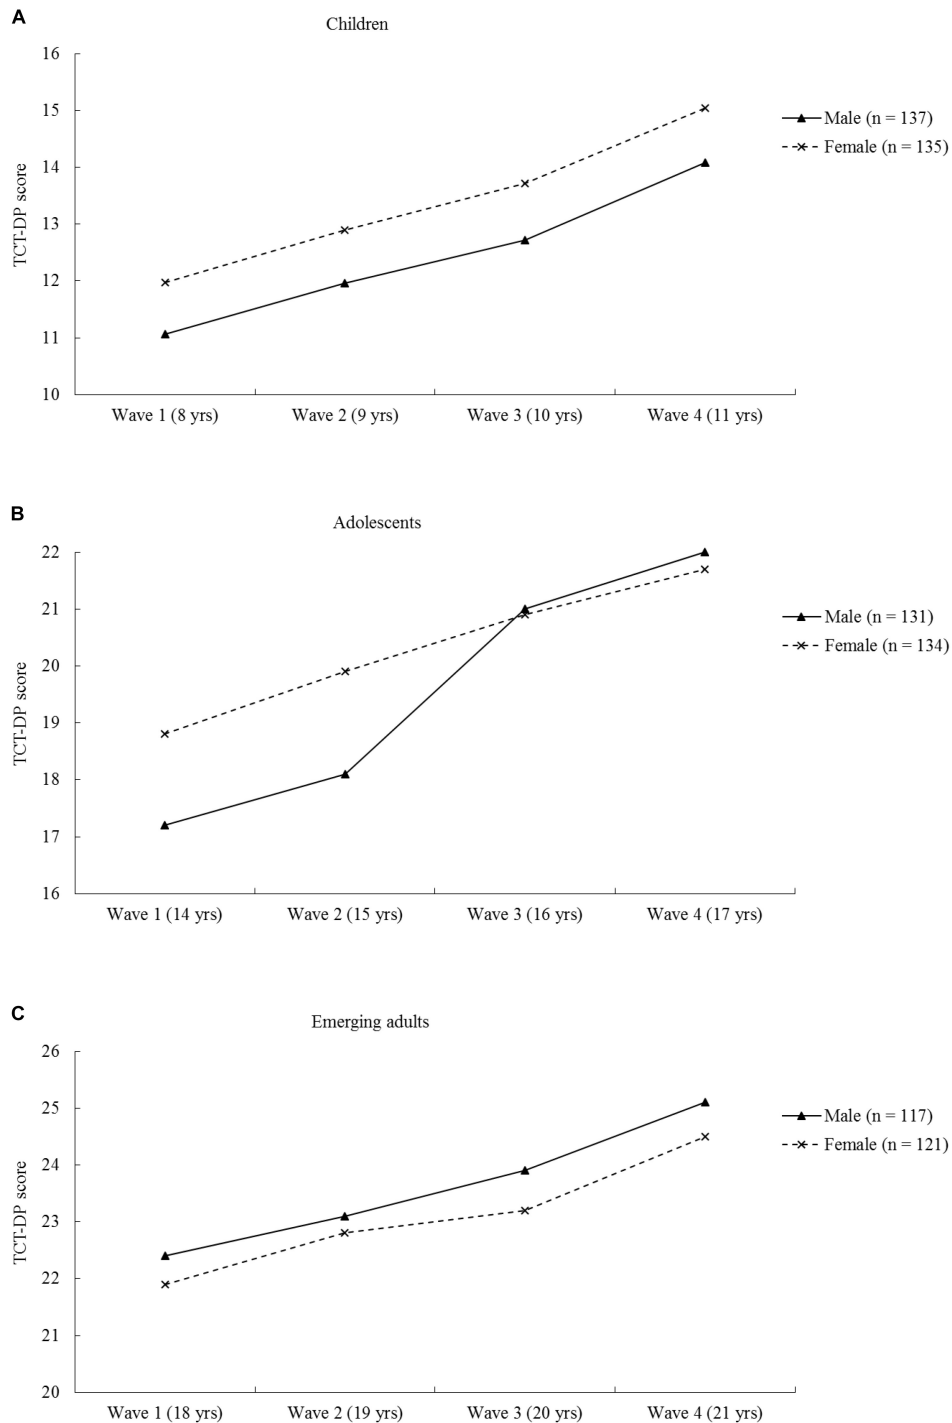 A
Children
TCT-DP score
16
15
14
13
12
11
10
Wave 1 (8 yrs) Wave 2 (9 yrs) Wave 3 (10 yrs) Wave 4 (11 yrs)
Male (n = 137)
Female (n = 135)
B
Adolescents
TCT-DP score
22
21
20
19
18
17
16
Wave 1 (14 yrs) Wave 2 (15 yrs) Wave 3 (16 yrs) Wave 4 (17 yrs)
Male (n = 131)
Female (n = 134)
C
Emerging adults
TCT-DP score
26
25
24
23
22
21
20
Wave 1 (18 yrs) Wave 2 (19 yrs) Wave 3 (20 yrs) Wave 4 (21 yrs)
Male (n = 117)
Female (n = 121)